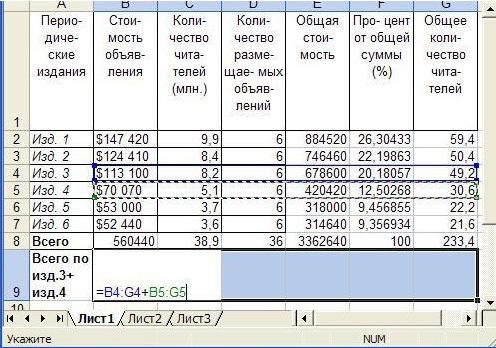 A B C D E F G
Перио-
диче-
ские
издания
Стои-
мость
объяв-
ления
Коли-
чество
чита-
телей
(млн.)
Коли-
чество
разме-
щае- мых
объяв-
лений
Общая
стои-
мость
Про- цент
от общей
суммы
(%)
Общее
коли-
чество
чита-
телей
1
2 Изд. 1 $147 420 9,9 6 884520 26,30433 59,4
3 Изд. 2 $124 410 8,4 6 746460 22,19863 50,4
4 Изд. 3 $113 100 8,2 6 678600 20,18057 49,2
5 Изд. 4 $70 070 5,1 6 420420 12,50268 30,6
6 Изд. 5 $53 000 3,7 6 318000 9,456855 22,2
7 Изд. 6 $52 440 3,6 6 314640 9,356934 21,6
8 Всего 560440 38,9 36 3362640 100 233,4
Всего по
изд.3+
9 изд.4 =B4:G4+B5:G5
10
Лист1 Лист2 Лист3
Укажите NUM